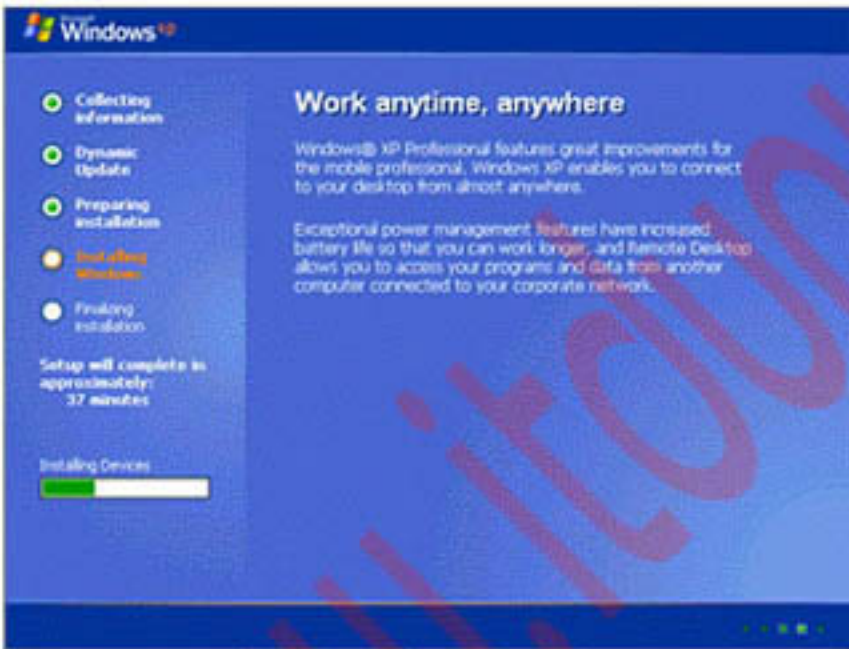 Microsoft
Windows xp
Collecting
information
Dynamic
Update
Preparing
installation
Installing
Windows
Finalizing
installation
Setup will complete in
approximately:
37 minutes
Installing Devices
Work anytime, anywhere
Windows® XP Professional features great improvements for
the mobile professional. Windows XP enables you to connect
to your desktop from almost anywhere.
Exceptional power management features have increased
battery life so that you can work longer, and Remote Desktop
allows you to access your programs and data from another
computer connected to your corporate network.